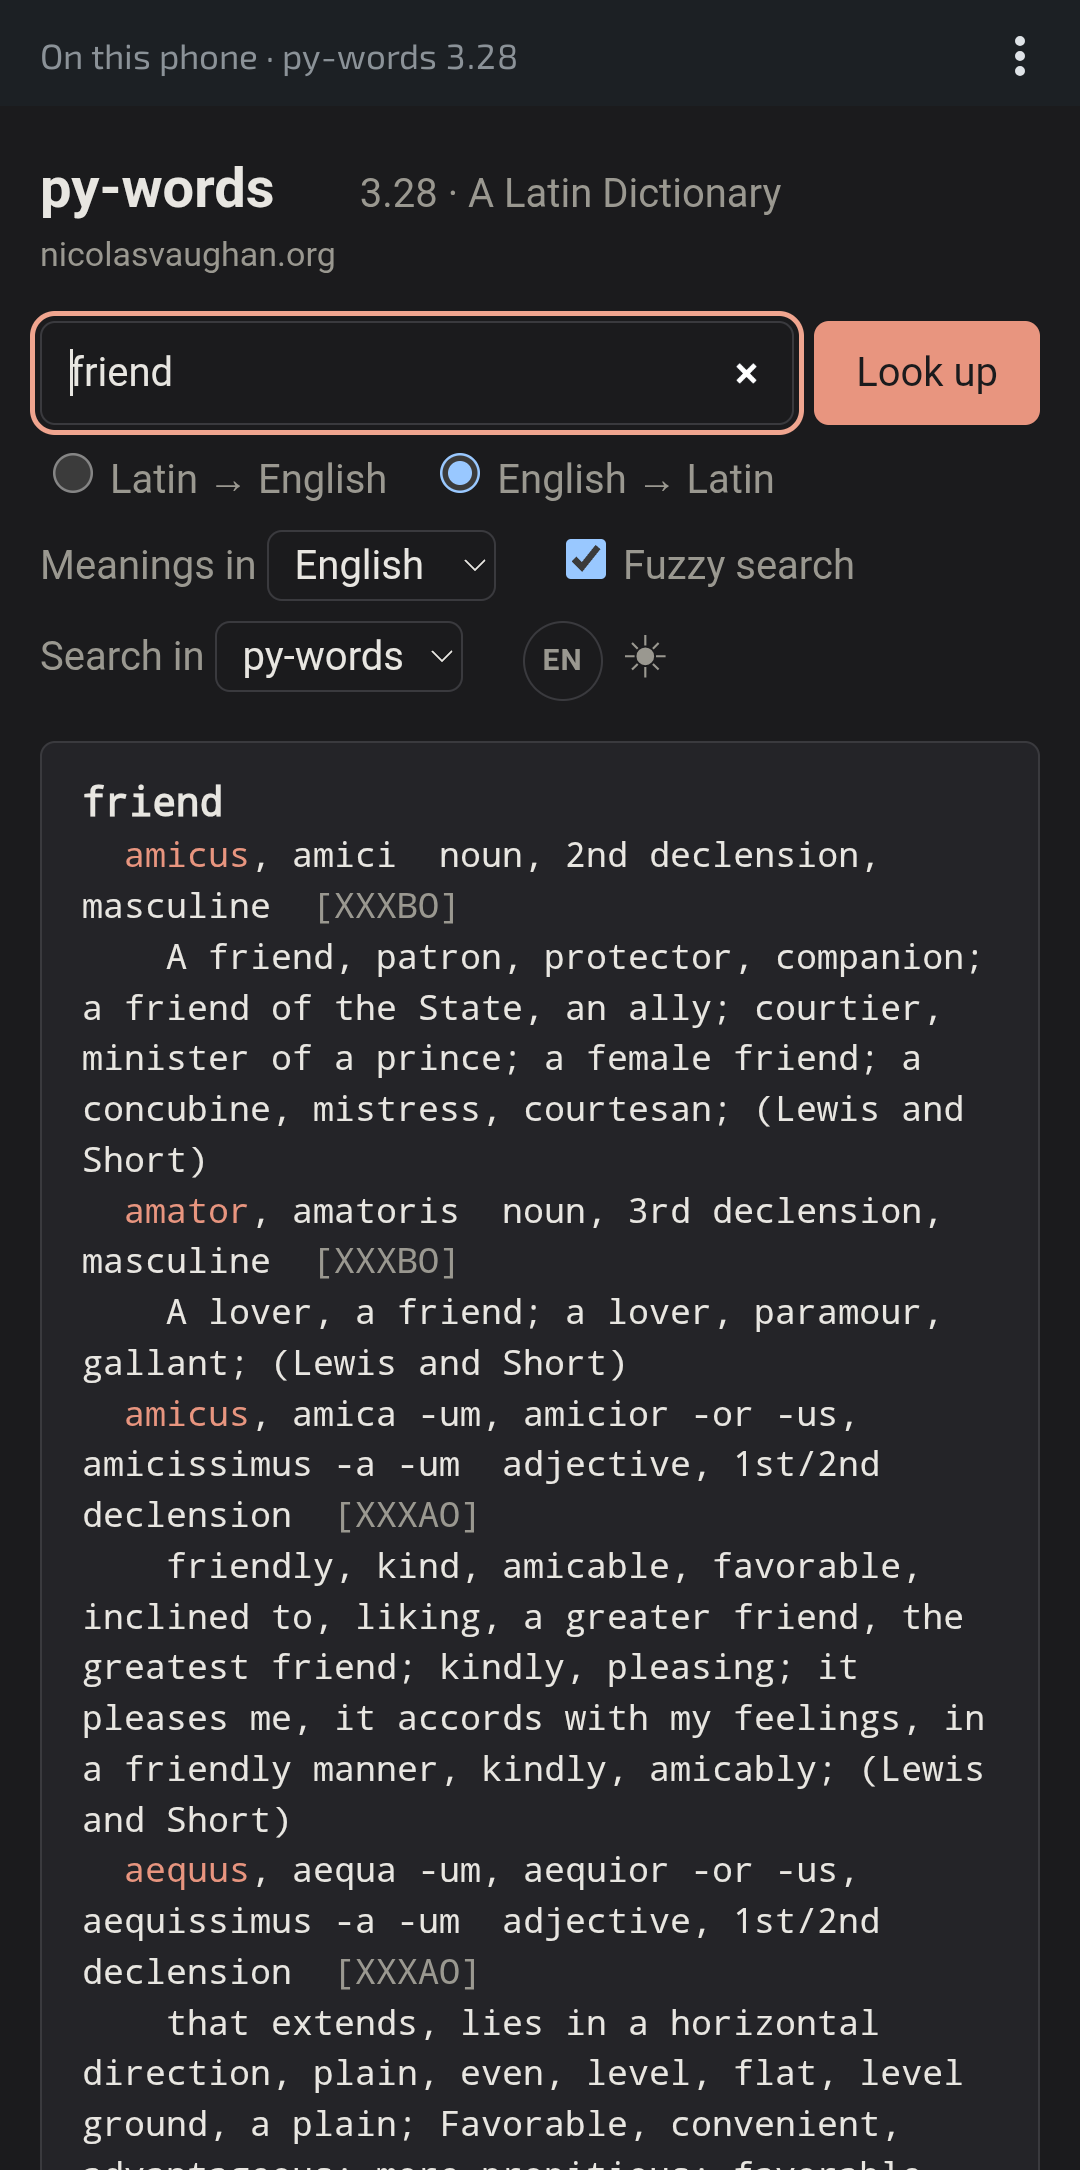 On this phone · py-words 3.28
py-words 3.28 · A Latin Dictionary
nicolasvaughan.org
friend × Look up
Latin → English English → Latin
Meanings in English Fuzzy search
Search in py-words EN
friend
amicus, amici noun, 2nd declension,
masculine [XXXBO]
A friend, patron, protector, companion;
a friend of the State, an ally; courtier,
minister of a prince; a female friend; a
concubine, mistress, courtesan; (Lewis and
Short)
amator, amatoris noun, 3rd declension,
masculine [XXXBO]
A lover, a friend; a lover, paramour,
gallant; (Lewis and Short)
amicus, amica -um, amicior -or -us,
amicissimus -a -um adjective, 1st/2nd
declension [XXXAO]
friendly, kind, amicable, favorable,
inclined to, liking, a greater friend, the
greatest friend; kindly, pleasing; it
pleases me, it accords with my feelings, in
a friendly manner, kindly, amicably; (Lewis
and Short)
aequus, aequa -um, aequior -or -us,
aequissimus -a -um adjective, 1st/2nd
declension [XXXAO]
that extends, lies in a horizontal
direction, plain, even, level, flat, level
ground, a plain; Favorable, convenient,